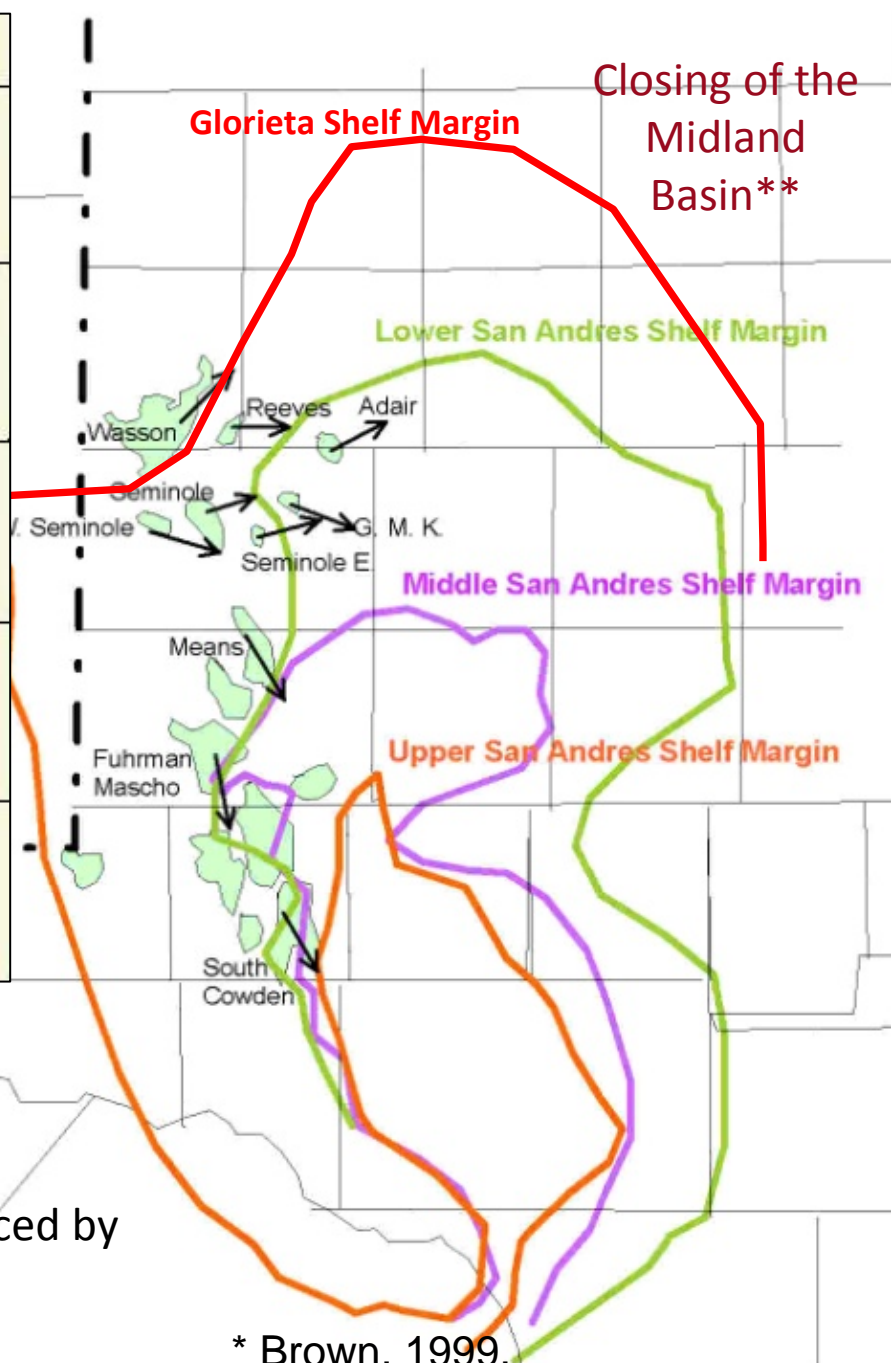 Closing of the
Midland
Basin**
Glorieta Shelf Margin
Lower San Andres Shelf Margin
Reeves
Adair
Wasson
Seminole
. Seminole
G. M. K.
Seminole E.
Middle San Andres Shelf Margin
Means
Upper San Andres Shelf Margin
Fuhrman
Mascho
South
Cowden
ced by
* Brown, 1999.